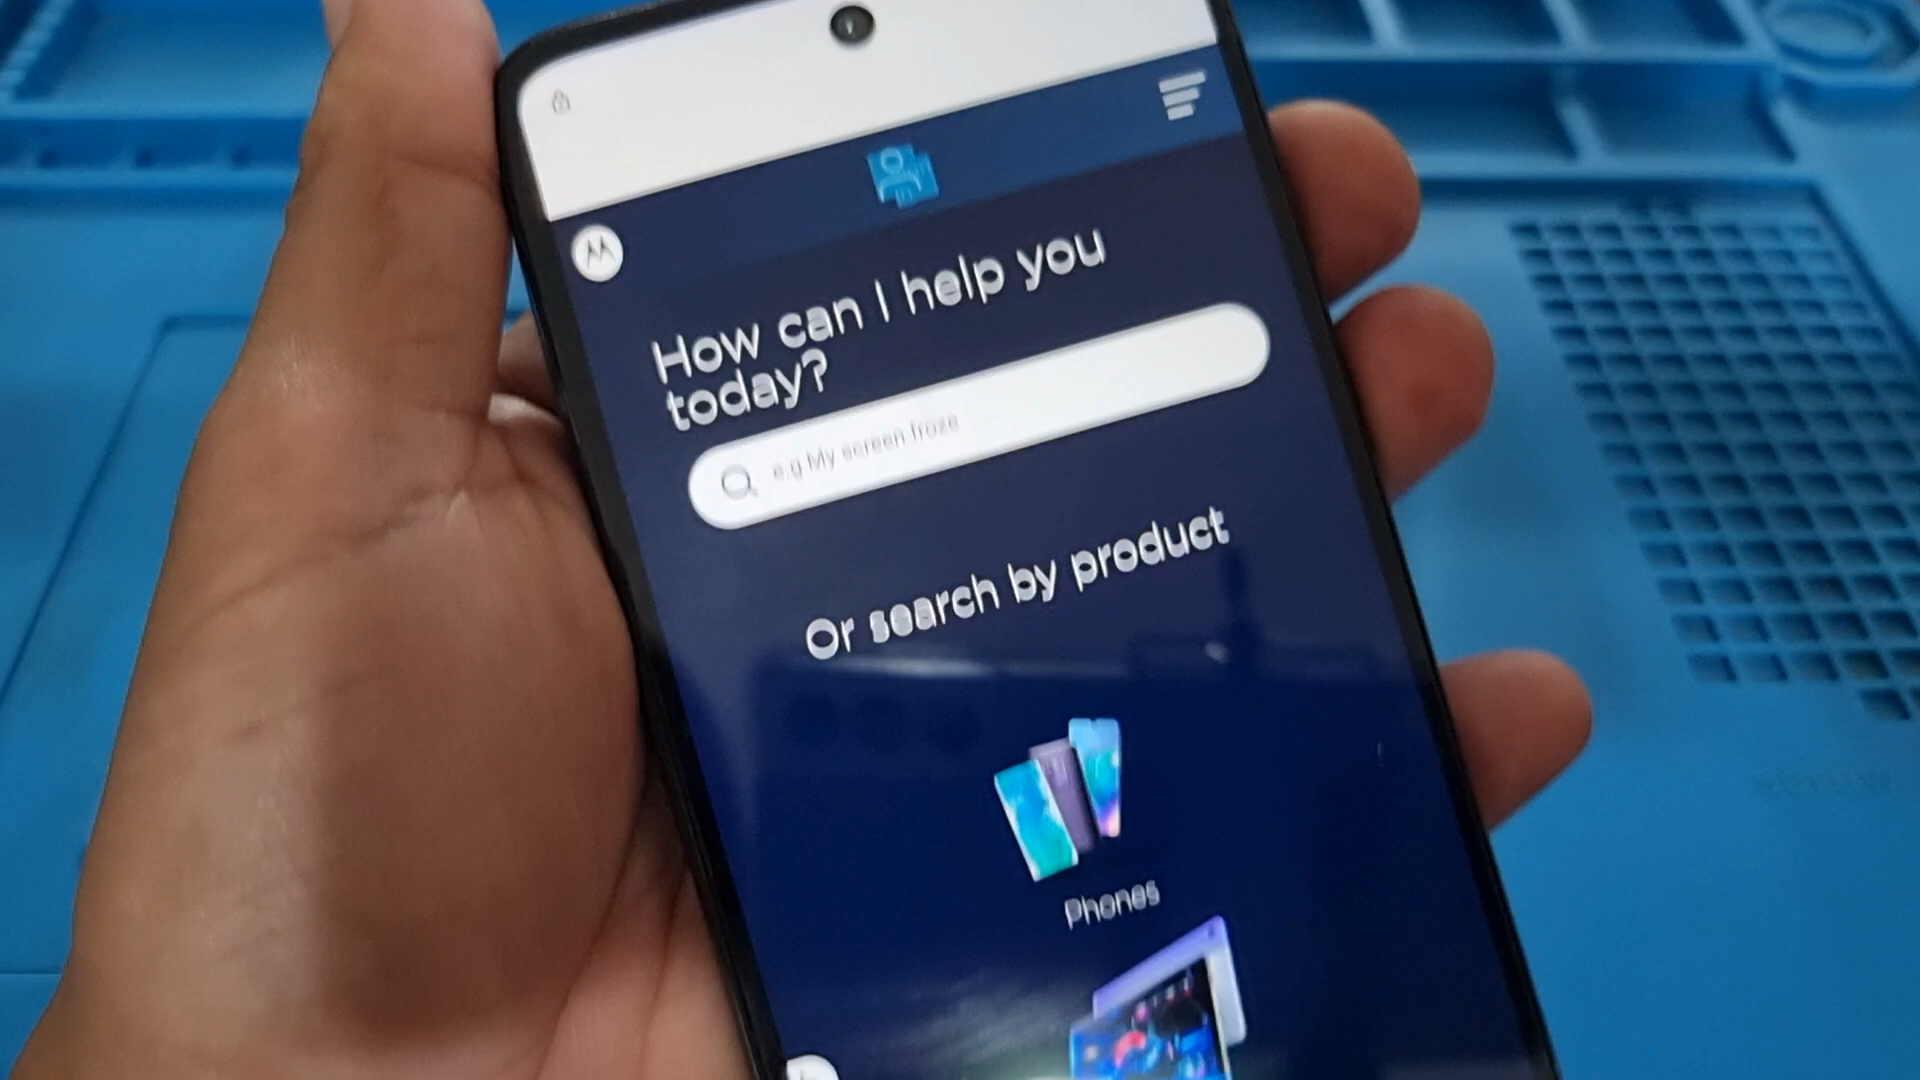 How can I help you
today?
e.g My screen froze
Or search by product
Phones